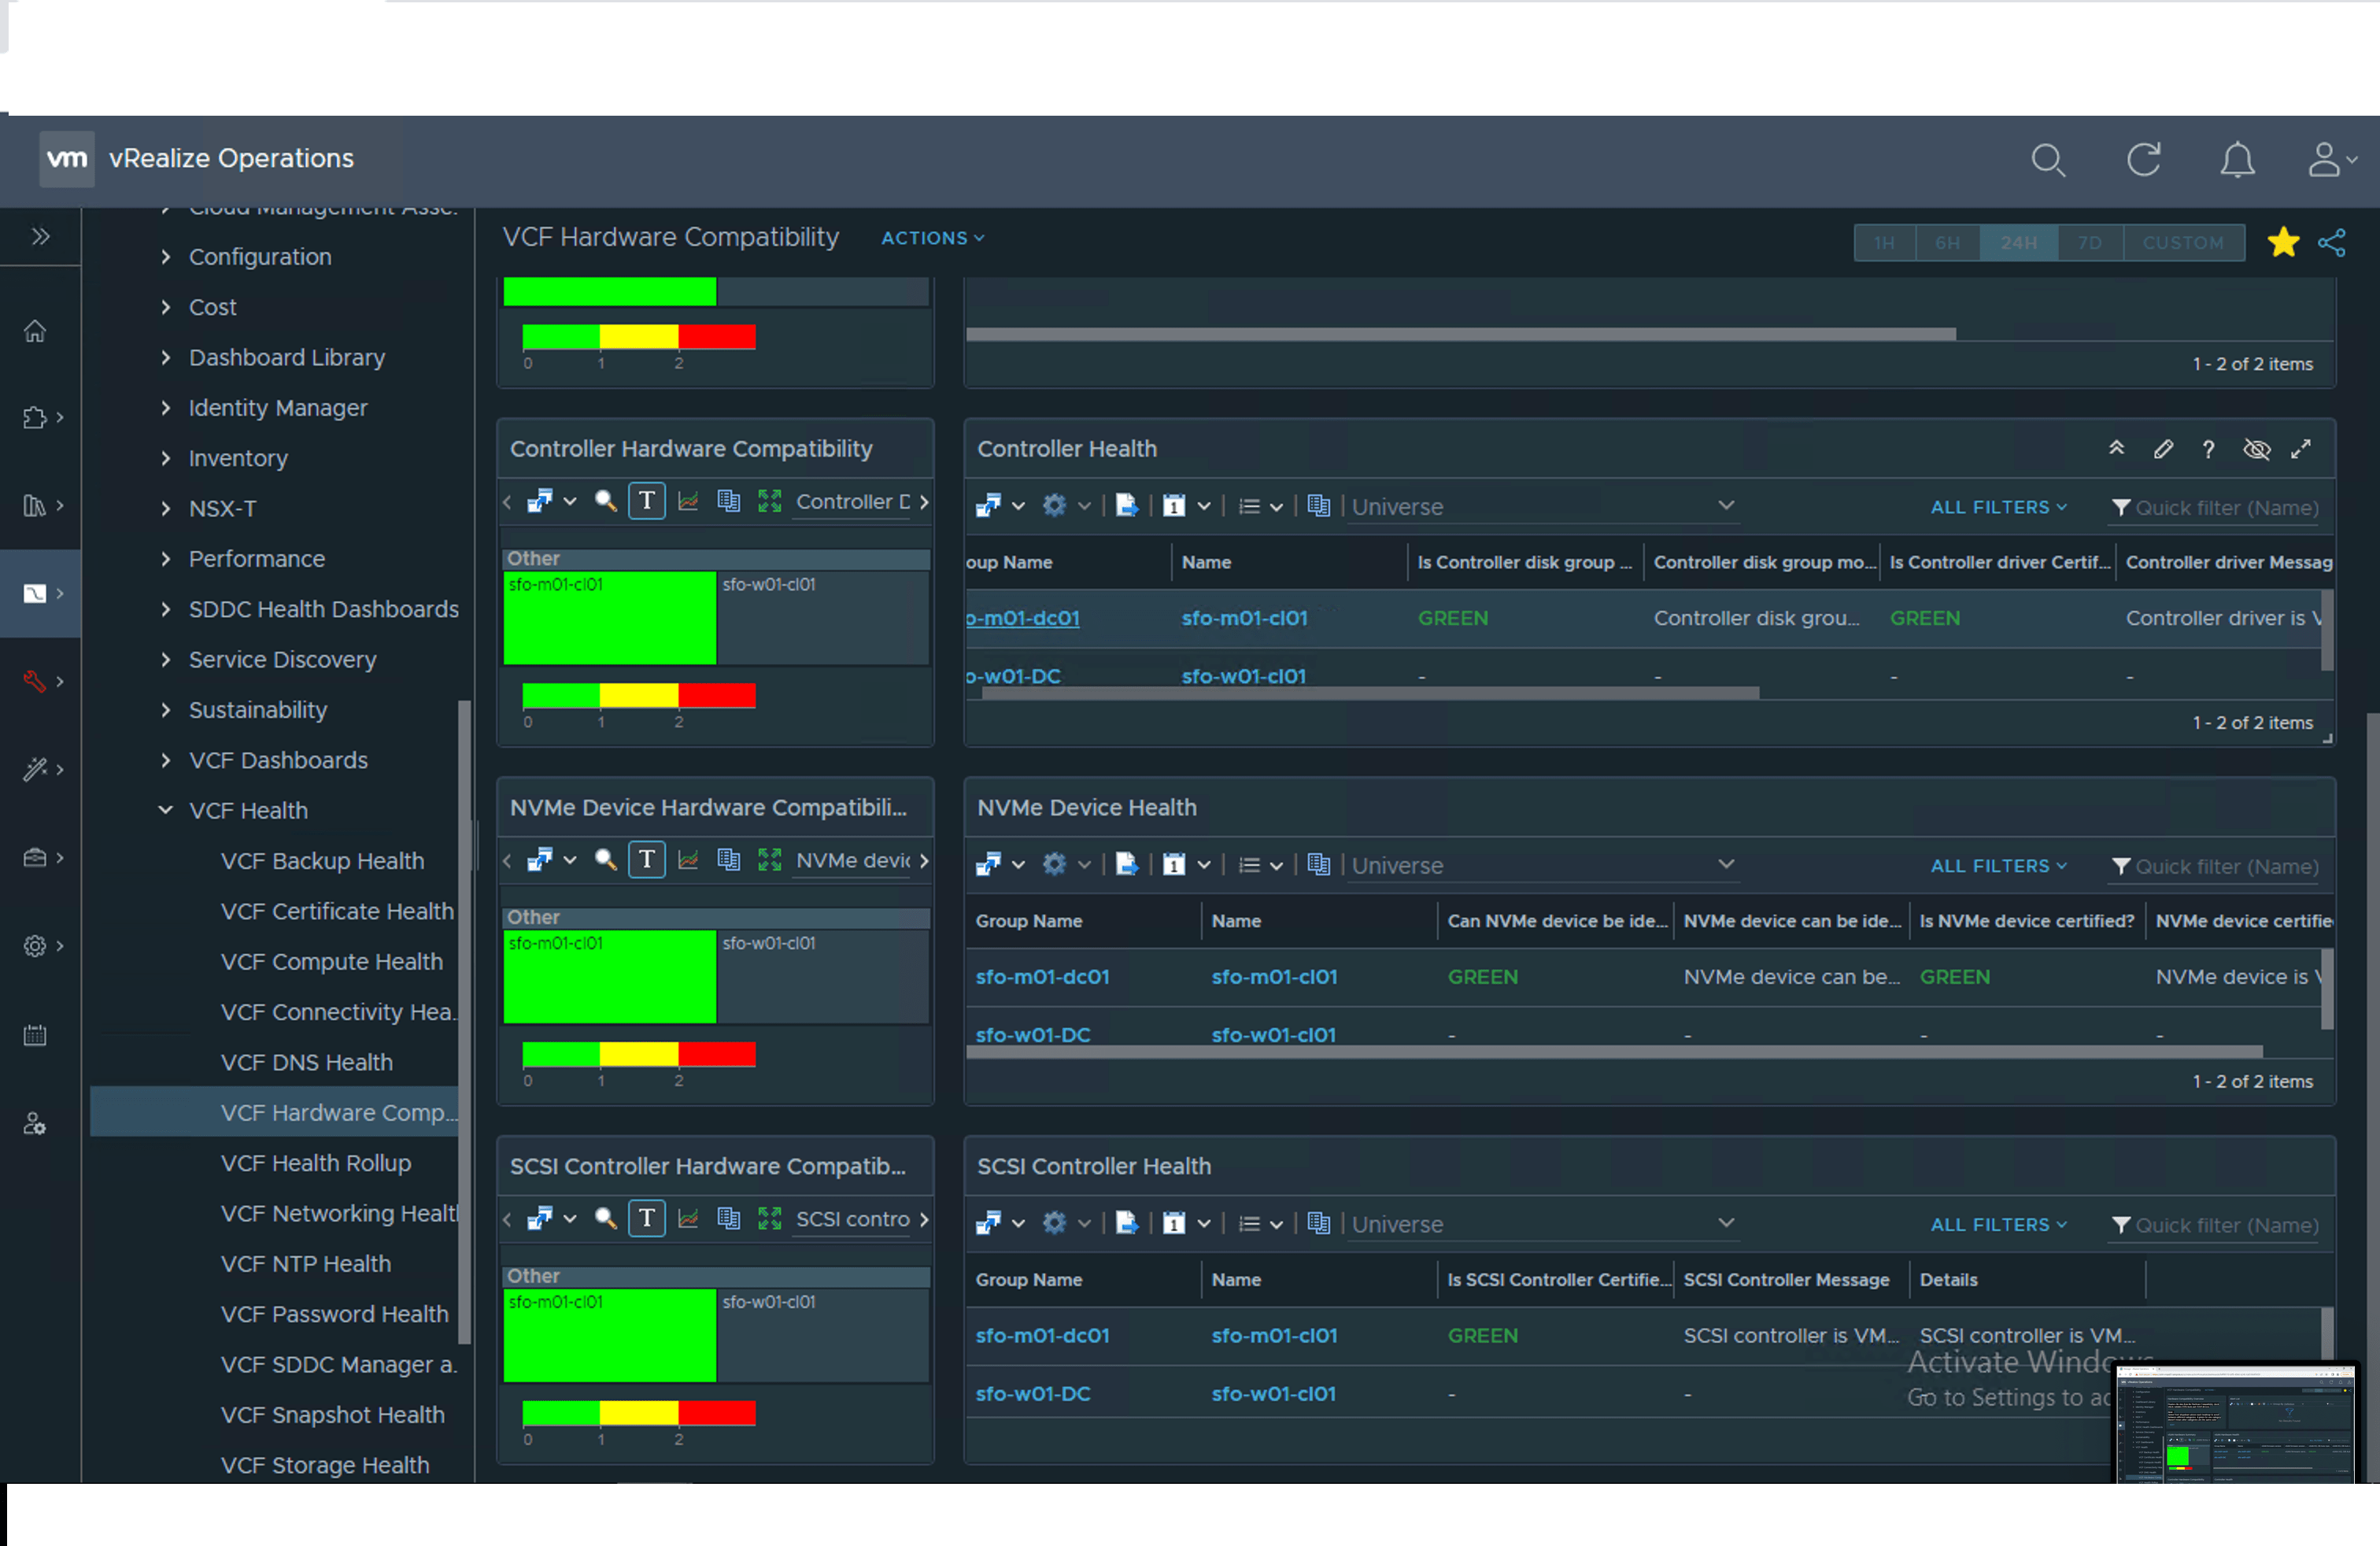 vm vRealize Operations
Cloud Management Asse.
Configuration
Cost
Dashboard Library
Identity Manager
Inventory
NSX-T
Performance
SDDC Health Dashboards
Service Discovery
Sustainability
VCF Dashboards
VCF Health
VCF Backup Health
VCF Certificate Health
VCF Compute Health
VCF Connectivity Hea.
VCF DNS Health
VCF Hardware Comp...
VCF Health Rollup
VCF Networking Healt
VCF NTP Health
VCF Password Health
VCF SDDC Manager a.
VCF Snapshot Health
VCF Storage Health
VCF Hardware Compatibility ACTIONS
1H 6H 24H 7D CUSTOM
0 1 2
1 - 2 of 2 items
Controller Hardware Compatibility
T Controller D
Other
sfo-m01-cl01 sfo-w01-cl01
0 1 2
Controller Health ?
1 Universe ALL FILTERS Quick filter (Name)
oup Name Name Is Controller disk group ... Controller disk group mo... Is Controller driver Certif... Controller driver Messag
o-m01-dc01 sfo-m01-cl01 GREEN Controller disk grou... GREEN Controller driver is V
o-w01-DC sfo-w01-cl01 - - - -
1 - 2 of 2 items
NVMe Device Hardware Compatibili...
T NVMe devic
Other
sfo-m01-cl01 sfo-w01-cl01
0 1 2
NVMe Device Health
1 Universe ALL FILTERS Quick filter (Name)
Group Name Name Can NVMe device be ide... NVMe device can be ide... Is NVMe device certified? NVMe device certifie
sfo-m01-dc01 sfo-m01-cl01 GREEN NVMe device can be... GREEN NVMe device is V
sfo-w01-DC sfo-w01-cl01 - - - -
1 - 2 of 2 items
SCSI Controller Hardware Compatib...
T SCSI contro
Other
sfo-m01-cl01 sfo-w01-cl01
0 1 2
SCSI Controller Health
1 Universe ALL FILTERS Quick filter (Name)
Group Name Name Is SCSI Controller Certifie... SCSI Controller Message Details
sfo-m01-dc01 sfo-m01-cl01 GREEN SCSI controller is VM... SCSI controller is VM...
sfo-w01-DC sfo-w01-cl01 - - -
Activate Windows
Go to Settings to ac